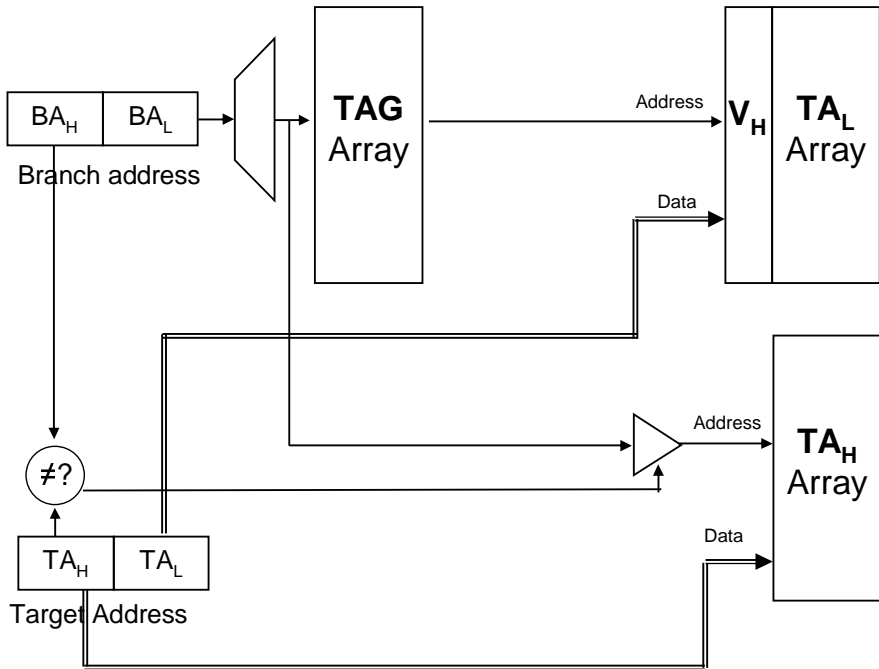 BA_H BA_L
Branch address
TAG
Array
Address
V_H
TA_L
Array
Data
Address
TA_H
Array
≠?
TA_H TA_L
Target Address
Data